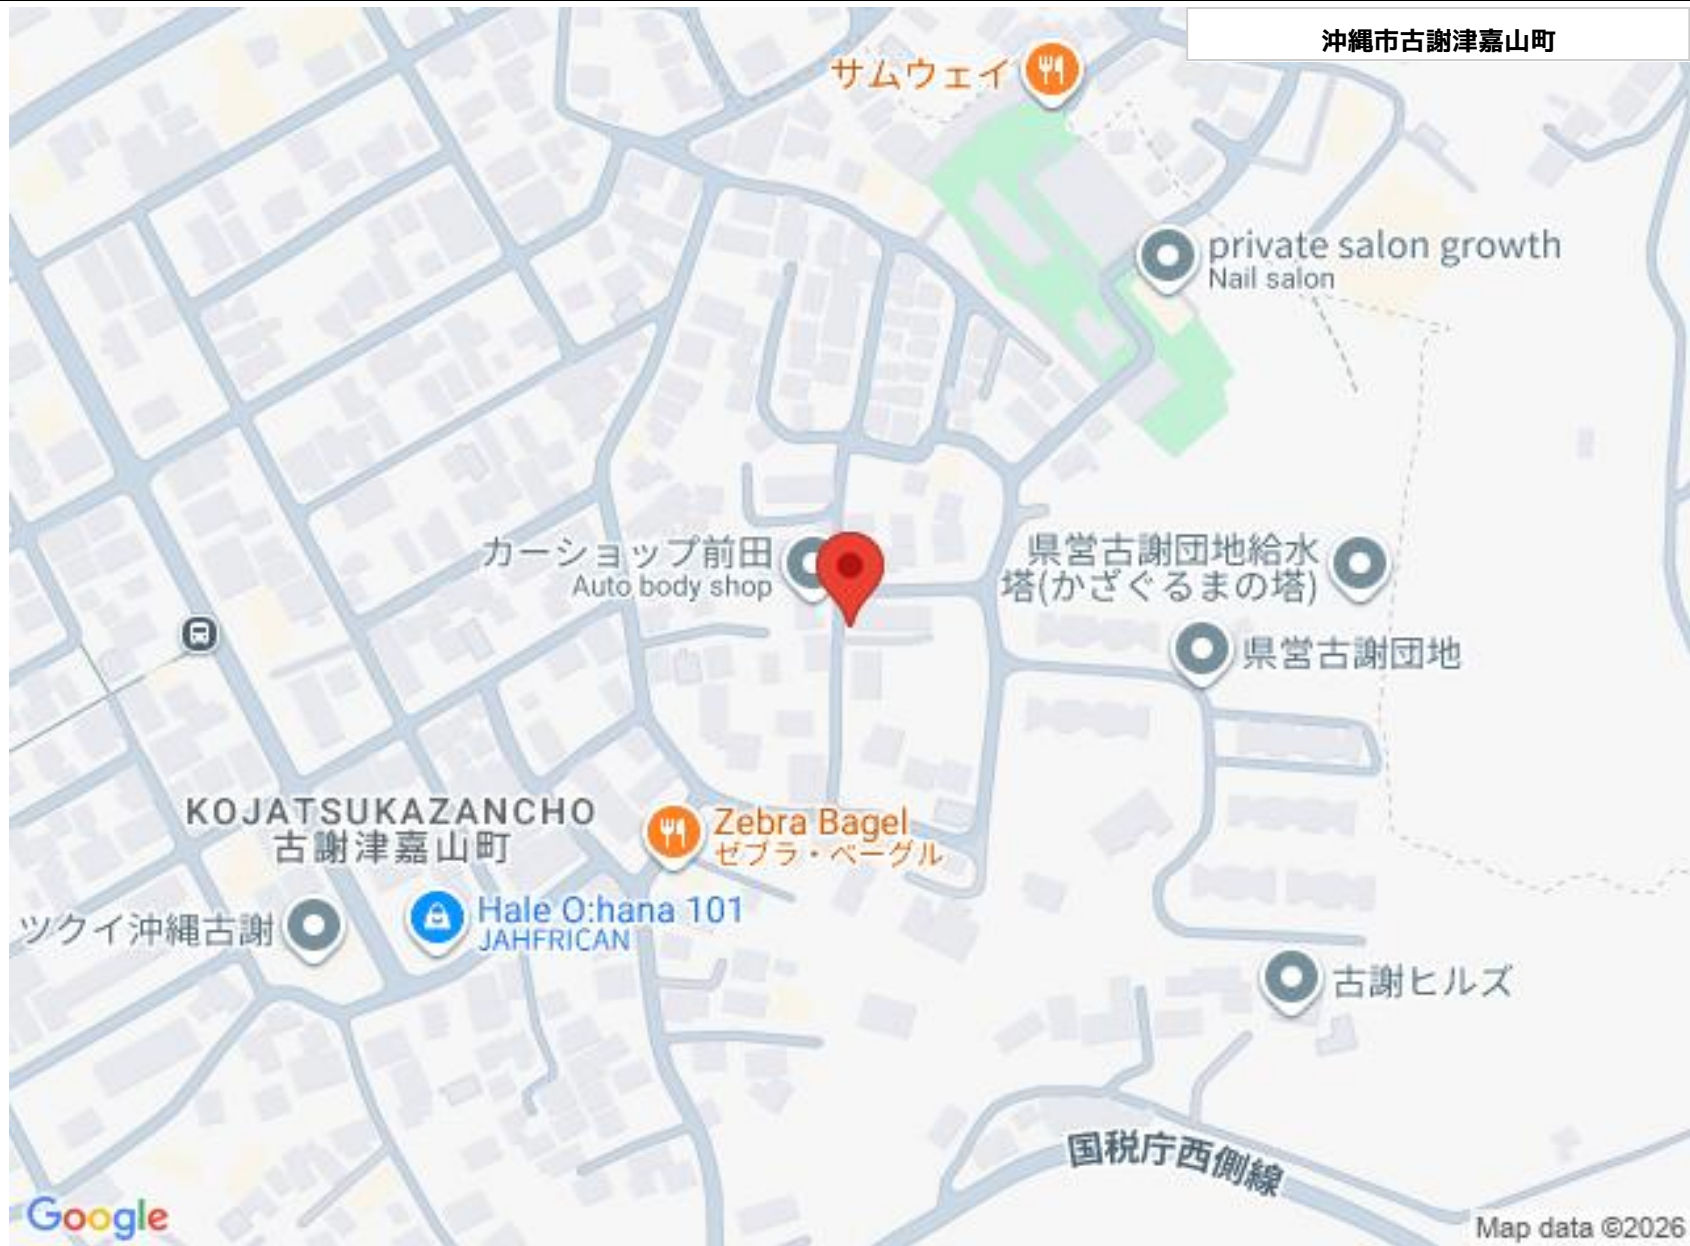 沖縄市古謝津嘉山町
サムウェイ
private salon growth
Nail salon
カーショップ前田
Auto body shop
県営古謝団地給水
塔(かざぐるまの塔)
県営古謝団地
KOJATSUKAZANCHO
古謝津嘉山町
Zebra Bagel
ゼブラ・ベーグル
Hale O:hana 101
JAHFRICAN
ツクイ沖縄古謝
古謝ヒルズ
国税庁西側線
Google
Map data ©2026